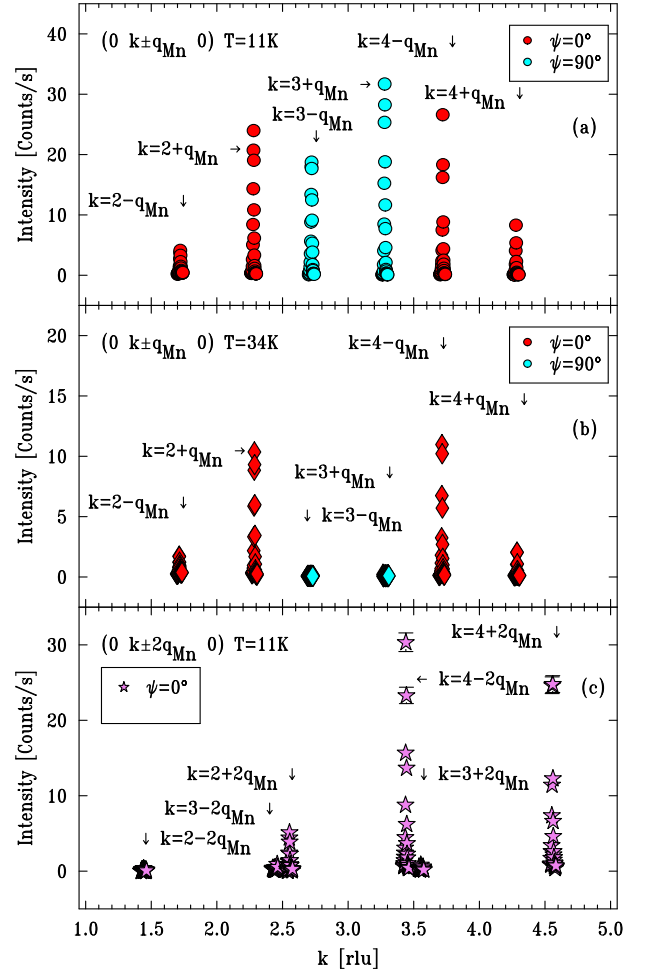 (0 k±qMn 0) T=11K
k=4−qMn ↓
ψ=0°
ψ=90°
k=3+qMn →
k=4+qMn ↓
k=3−qMn ↓
(a)
k=2+qMn →
k=2−qMn ↓
Intensity [Counts/s]
40
30
20
10
0
(0 k±qMn 0) T=34K
k=4−qMn ↓
ψ=0°
ψ=90°
k=4+qMn ↓
(b)
k=2+qMn →
k=3+qMn ↓
k=2−qMn ↓
↓ k=3−qMn
Intensity [Counts/s]
20
15
10
5
0
(0 k±2qMn 0) T=11K
k=4+2qMn ↓
ψ=0°
← k=4−2qMn
(c)
k=2+2qMn ↓
↓ k=3+2qMn
k=3−2qMn ↓
↓ k=2−2qMn
Intensity [Counts/s]
30
20
10
0
1.0 1.5 2.0 2.5 3.0 3.5 4.0 4.5 5.0
k [rlu]